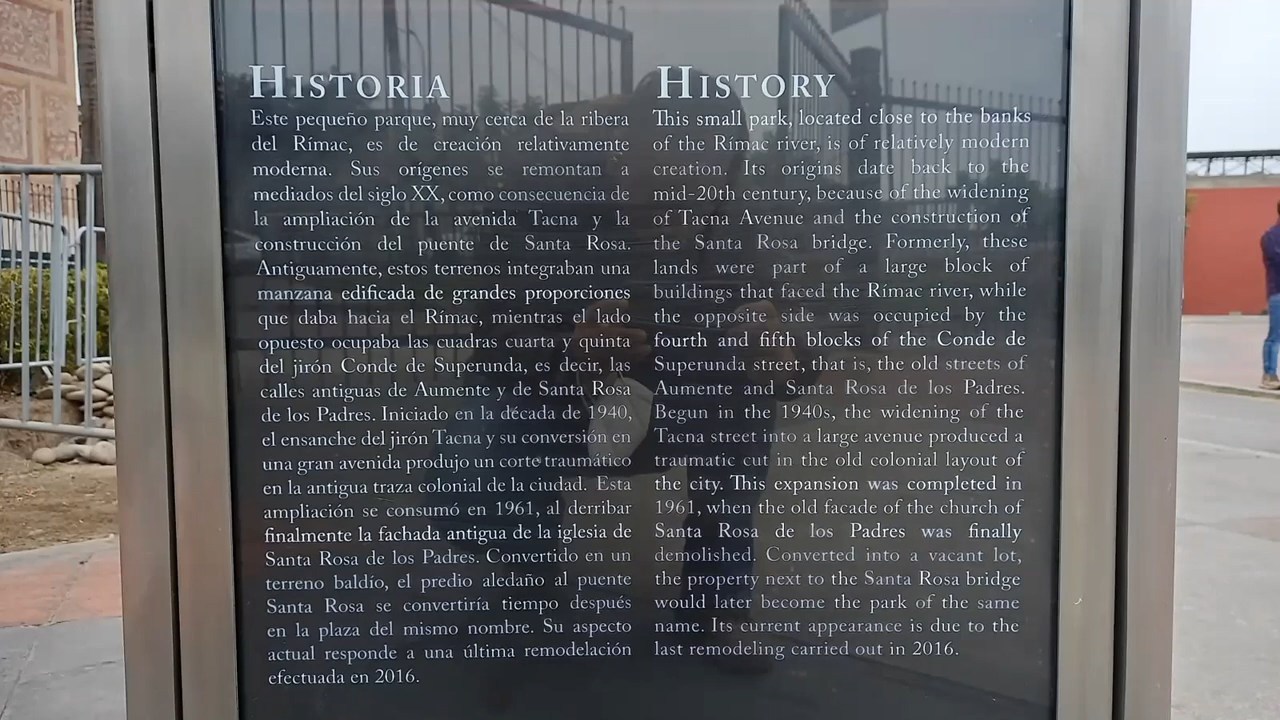 HISTORIA
Este pequeño parque, muy cerca de la ribera
del Rímac, es de creación relativamente
moderna. Sus orígenes se remontan a
mediados del siglo XX, como consecuencia de
la ampliación de la avenida Tacna y la
construcción del puente de Santa Rosa.
Antiguamente, estos terrenos integraban una
manzana edificada de grandes proporciones
que daba hacia el Rímac, mientras el lado
opuesto ocupaba las cuadras cuarta y quinta
del jirón Conde de Superunda, es decir, las
calles antiguas de Aumente y de Santa Rosa
de los Padres. Iniciado en la década de 1940,
el ensanche del jirón Tacna y su conversión en
una gran avenida produjo un corte traumático
en la antigua traza colonial de la ciudad. Esta
ampliación se consumó en 1961, al derribar
finalmente la fachada antigua de la iglesia de
Santa Rosa de los Padres. Convertido en un
terreno baldío, el predio aledaño al puente
Santa Rosa se convertiría tiempo después
en la plaza del mismo nombre. Su aspecto
actual responde a una última remodelación
efectuada en 2016.
HISTORY
This small park, located close to the banks
of the Rímac river, is of relatively modern
creation. Its origins date back to the
mid-20th century, because of the widening
of Tacna Avenue and the construction of
the Santa Rosa bridge. Formerly, these
lands were part of a large block of
buildings that faced the Rímac river, while
the opposite side was occupied by the
fourth and fifth blocks of the Conde de
Superunda street, that is, the old streets of
Aumente and Santa Rosa de los Padres.
Begun in the 1940s, the widening of the
Tacna street into a large avenue produced a
traumatic cut in the old colonial layout of
the city. This expansion was completed in
1961, when the old facade of the church of
Santa Rosa de los Padres was finally
demolished. Converted into a vacant lot,
the property next to the Santa Rosa bridge
would later become the park of the same
name. Its current appearance is due to the
last remodeling carried out in 2016.